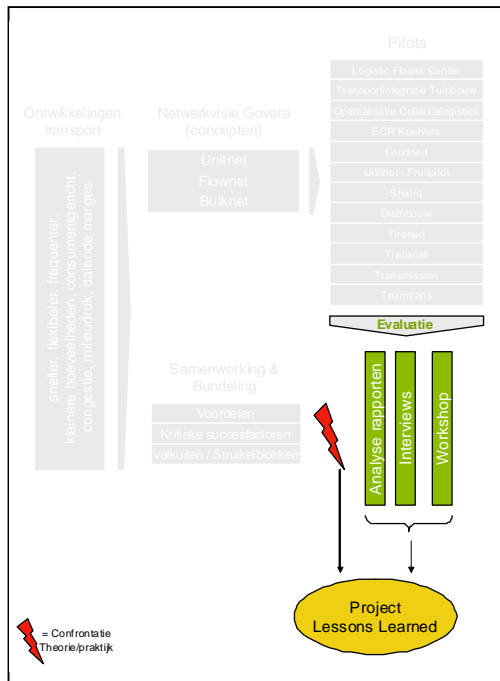 Pilots
Logistic Flower Center
Transportintegratie Tuinbouw
Optimalisatie Collectielogistiek
ECR Koelvers
Foodned
Unitnet - Fruitpilot
Shafra
Distribouw
Tirened
Transnet
Transmission
Teamtrans
Ontwikkelingen
transport
sneller, flexibeler, frequenter,
kleinere hoeveelheden, consumentgericht,
congestie, milieudruk, dalende marges
Netwerkvisie Govera
(concepten)
Unitnet
Flownet
Bulknet
Samenwerking &
Bundeling
Voordelen
Kritieke succesfactoren
Valkuilen / Struikelblokken
Evaluatie
Analyse rapporten
Interviews
Workshop
Project
Lessons Learned
= Confrontatie
Theorie/praktijk